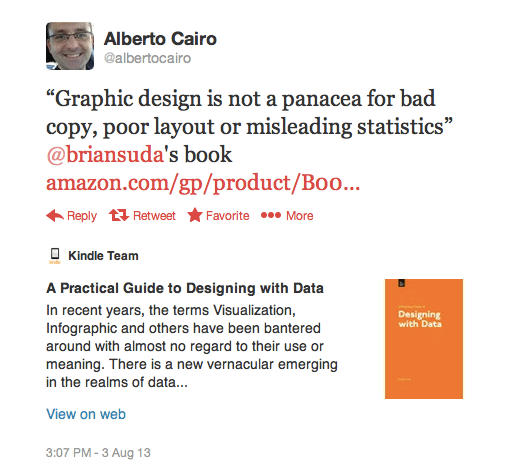 Alberto Cairo
@albertocairo
“Graphic design is not a panacea for bad
copy, poor layout or misleading statistics”
@briansuda's book
amazon.com/gp/product/B00...
Reply Retweet Favorite More
Kindle Team
A Practical Guide to Designing with Data
In recent years, the terms Visualization,
Infographic and others have been bantered
around with almost no regard to their use or
meaning. There is a new vernacular emerging
in the realms of data...
Designing
with Data
View on web
3:07 PM - 3 Aug 13